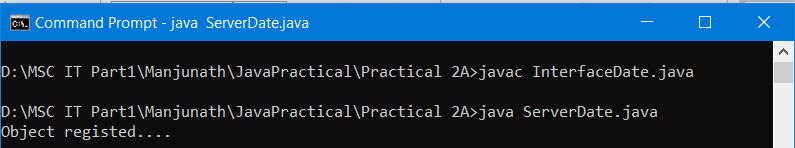 Command Prompt - java  ServerDate.java
D:\MSC IT Part1\Manjunath\JavaPractical\Practical 2A>javac InterfaceDate.java
D:\MSC IT Part1\Manjunath\JavaPractical\Practical 2A>java ServerDate.java
Object registed....